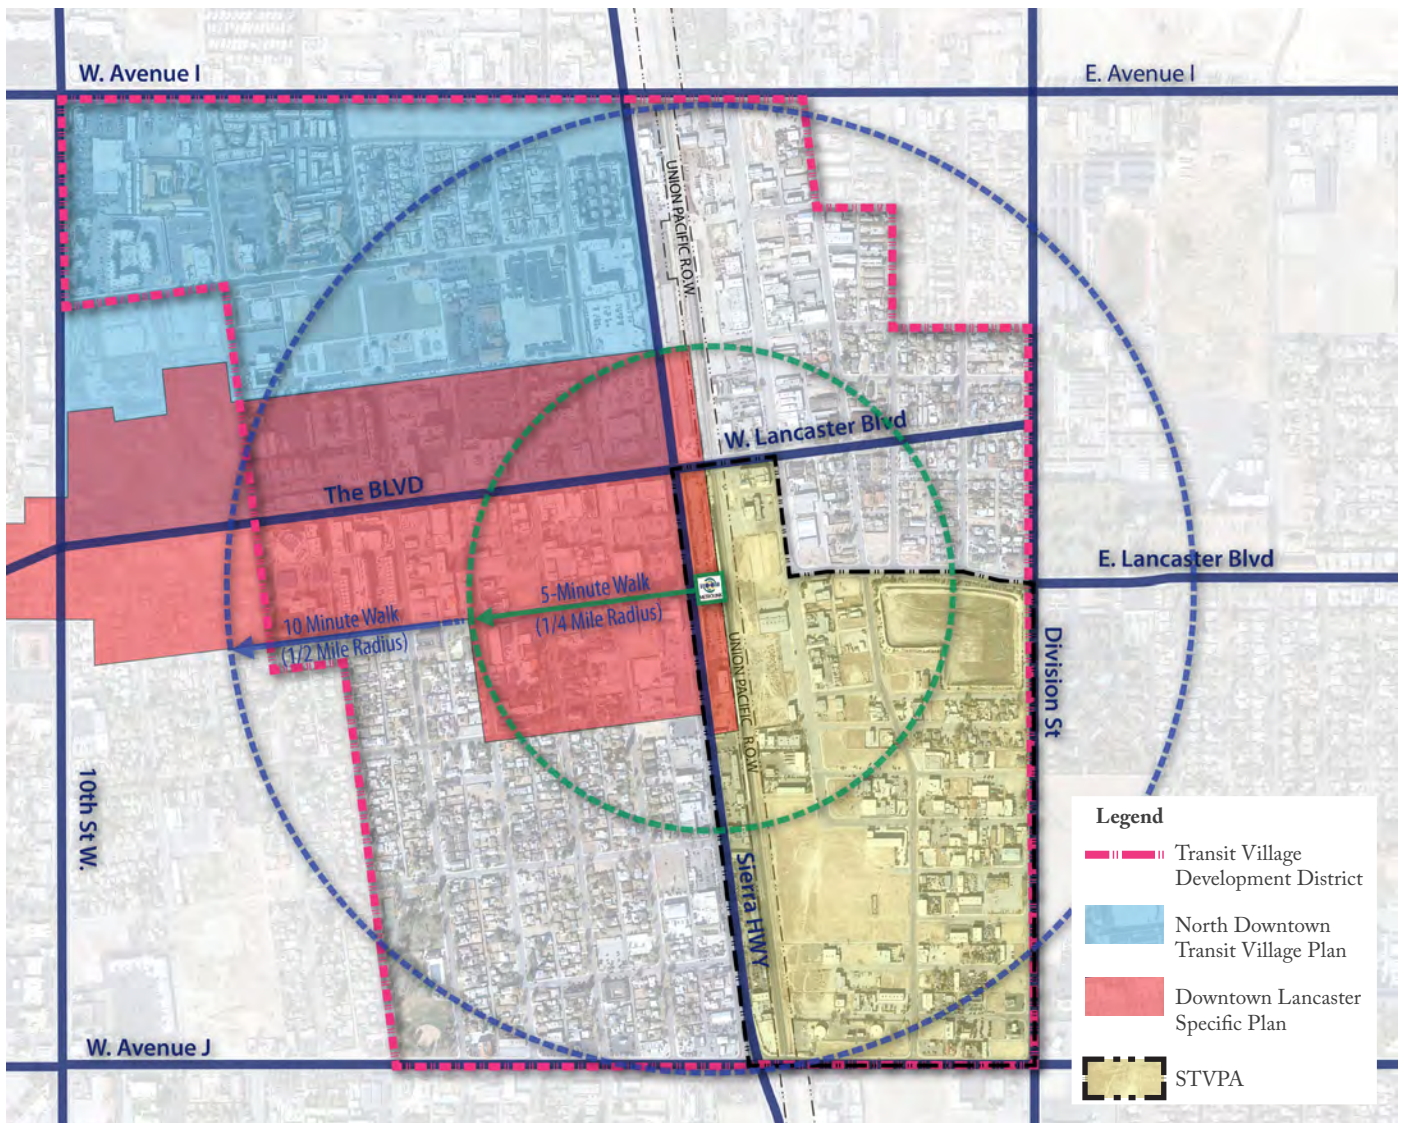 W. Avenue I
E. Avenue I
UNION PACIFIC R.O.W
W. Lancaster Blvd
The BLVD
E. Lancaster Blvd
5-Minute Walk
(1/4 Mile Radius)
10 Minute Walk
(1/2 Mile Radius)
UNION PACIFIC R.O.W
Division St
10th St W.
Sierra HWY
W. Avenue J
Legend
Transit Village
Development District
North Downtown
Transit Village Plan
Downtown Lancaster
Specific Plan
STVPA